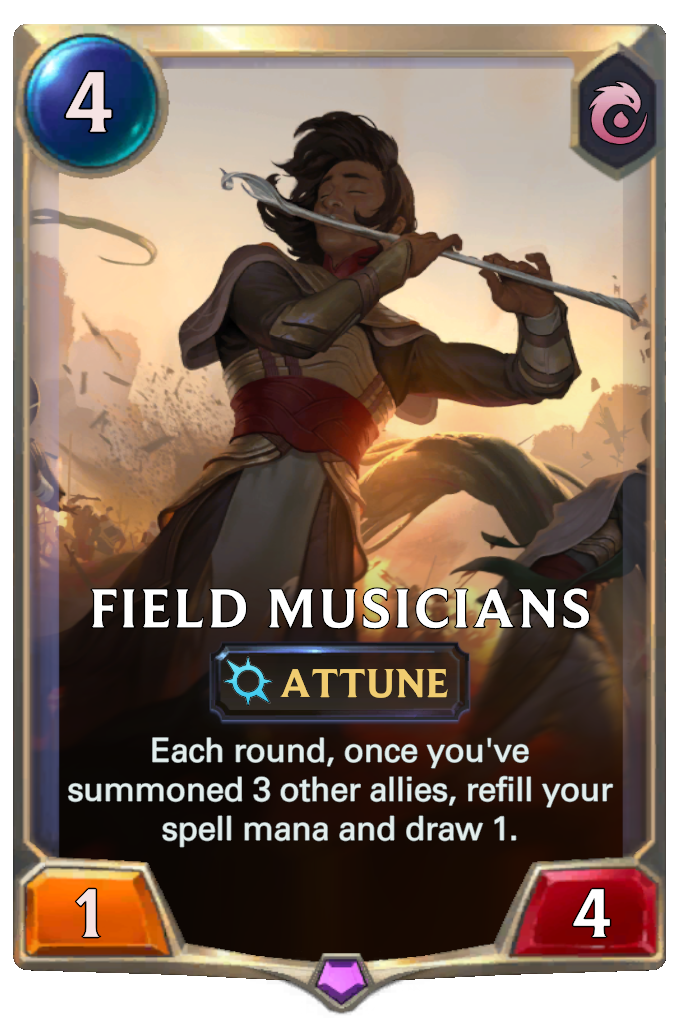 4
FIELD MUSICIANS
ATTUNE
Each round, once you've
summoned 3 other allies, refill your
spell mana and draw 1.
1
4